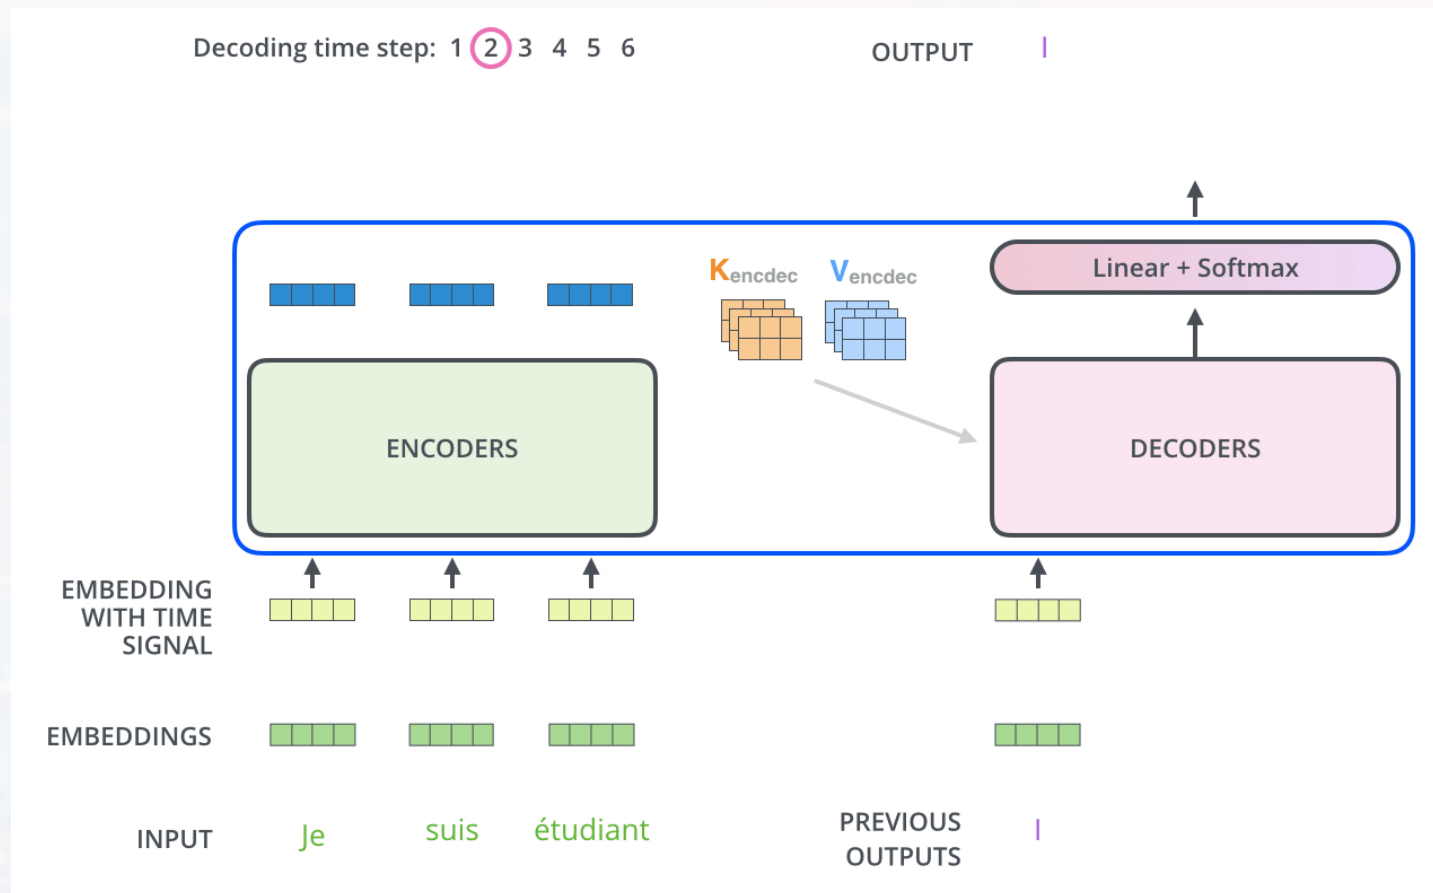 Decoding time step: 1 2 3 4 5 6
OUTPUT I
Kencdec Vencdec
Linear + Softmax
ENCODERS
DECODERS
EMBEDDING
WITH TIME
SIGNAL
EMBEDDINGS
INPUT Je suis étudiant
PREVIOUS
OUTPUTS
I